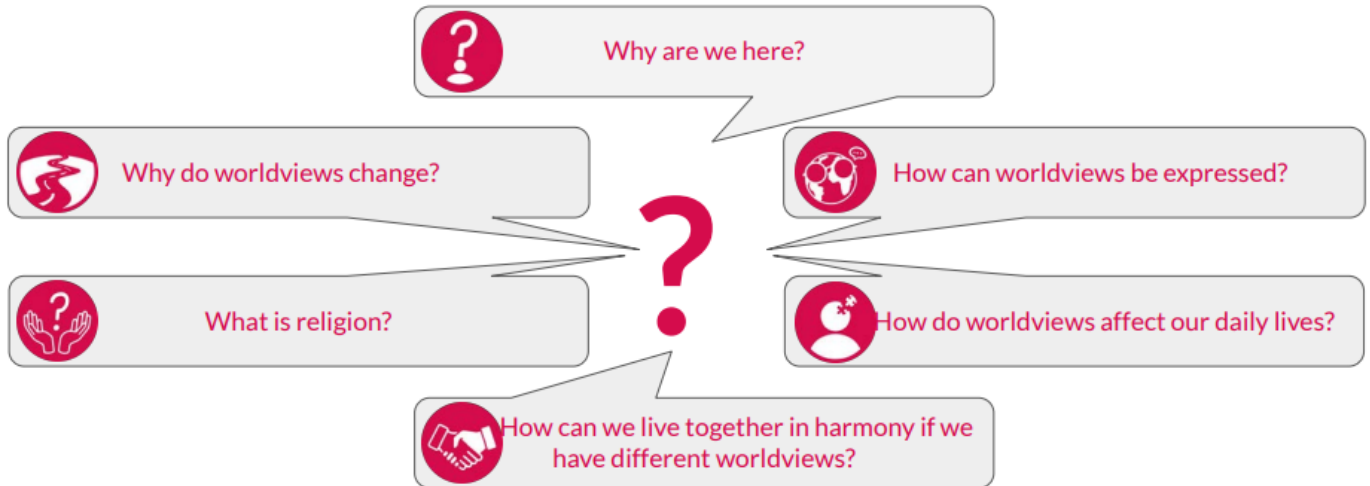 Why are we here?
Why do worldviews change?
How can worldviews be expressed?
?
What is religion?
How do worldviews affect our daily lives?
How can we live together in harmony if we
have different worldviews?